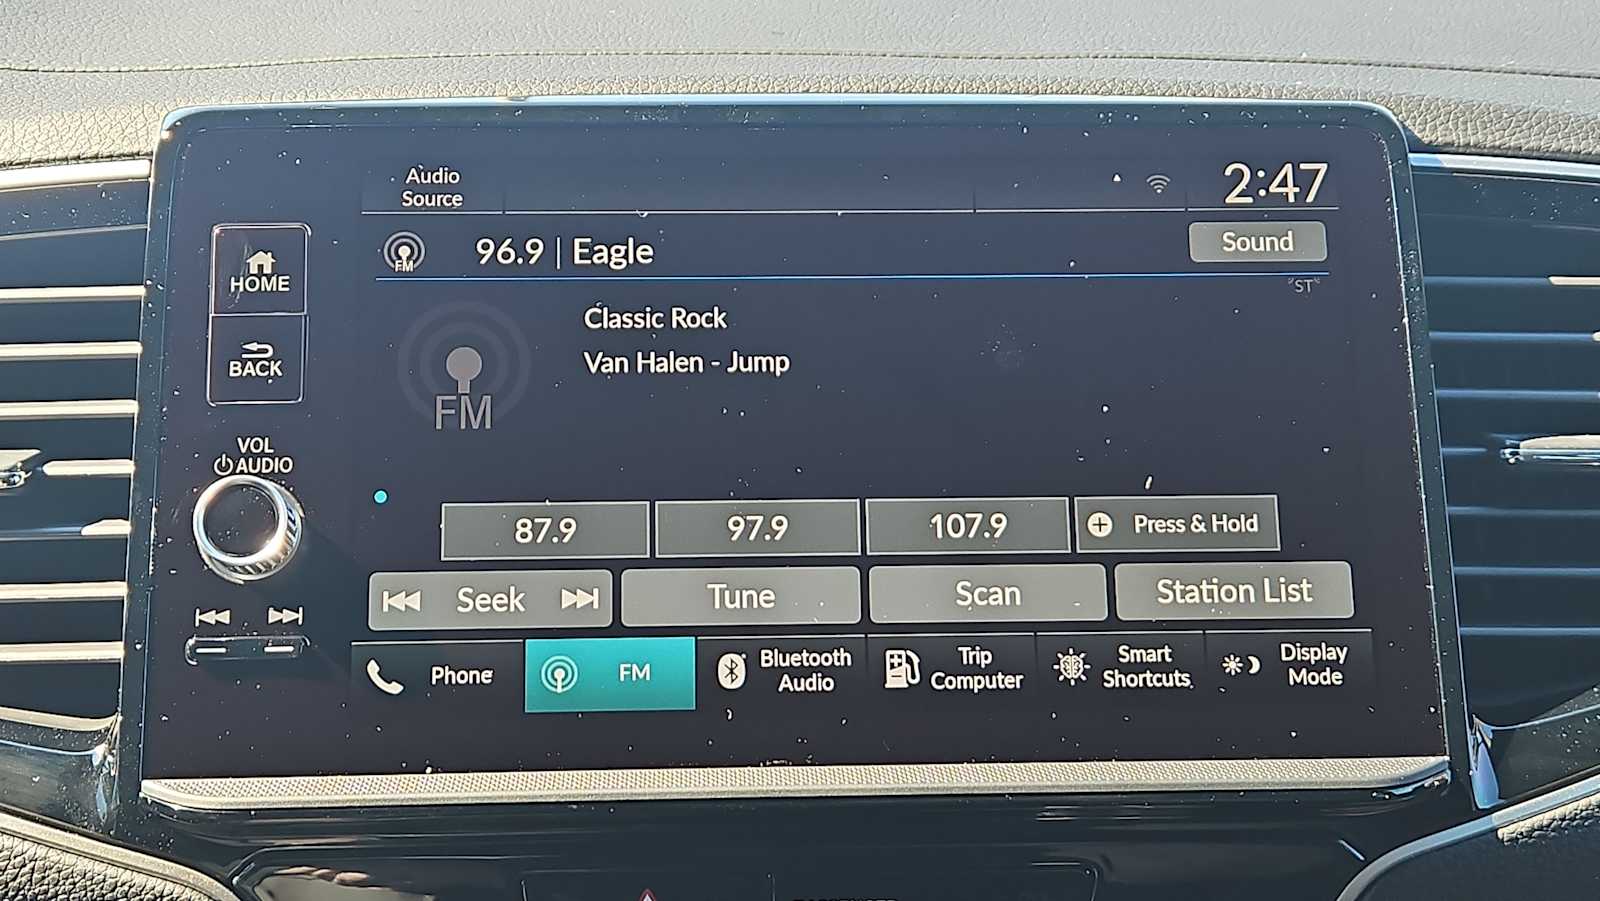 Audio
Source
2:47
FM
96.9 | Eagle
Sound
ST
HOME
BACK
Classic Rock
Van Halen - Jump
FM
VOL
AUDIO
87.9
97.9
107.9
Press & Hold
Seek
Tune
Scan
Station List
Phone
FM
Bluetooth
Audio
Trip
Computer
Smart
Shortcuts
Display
Mode